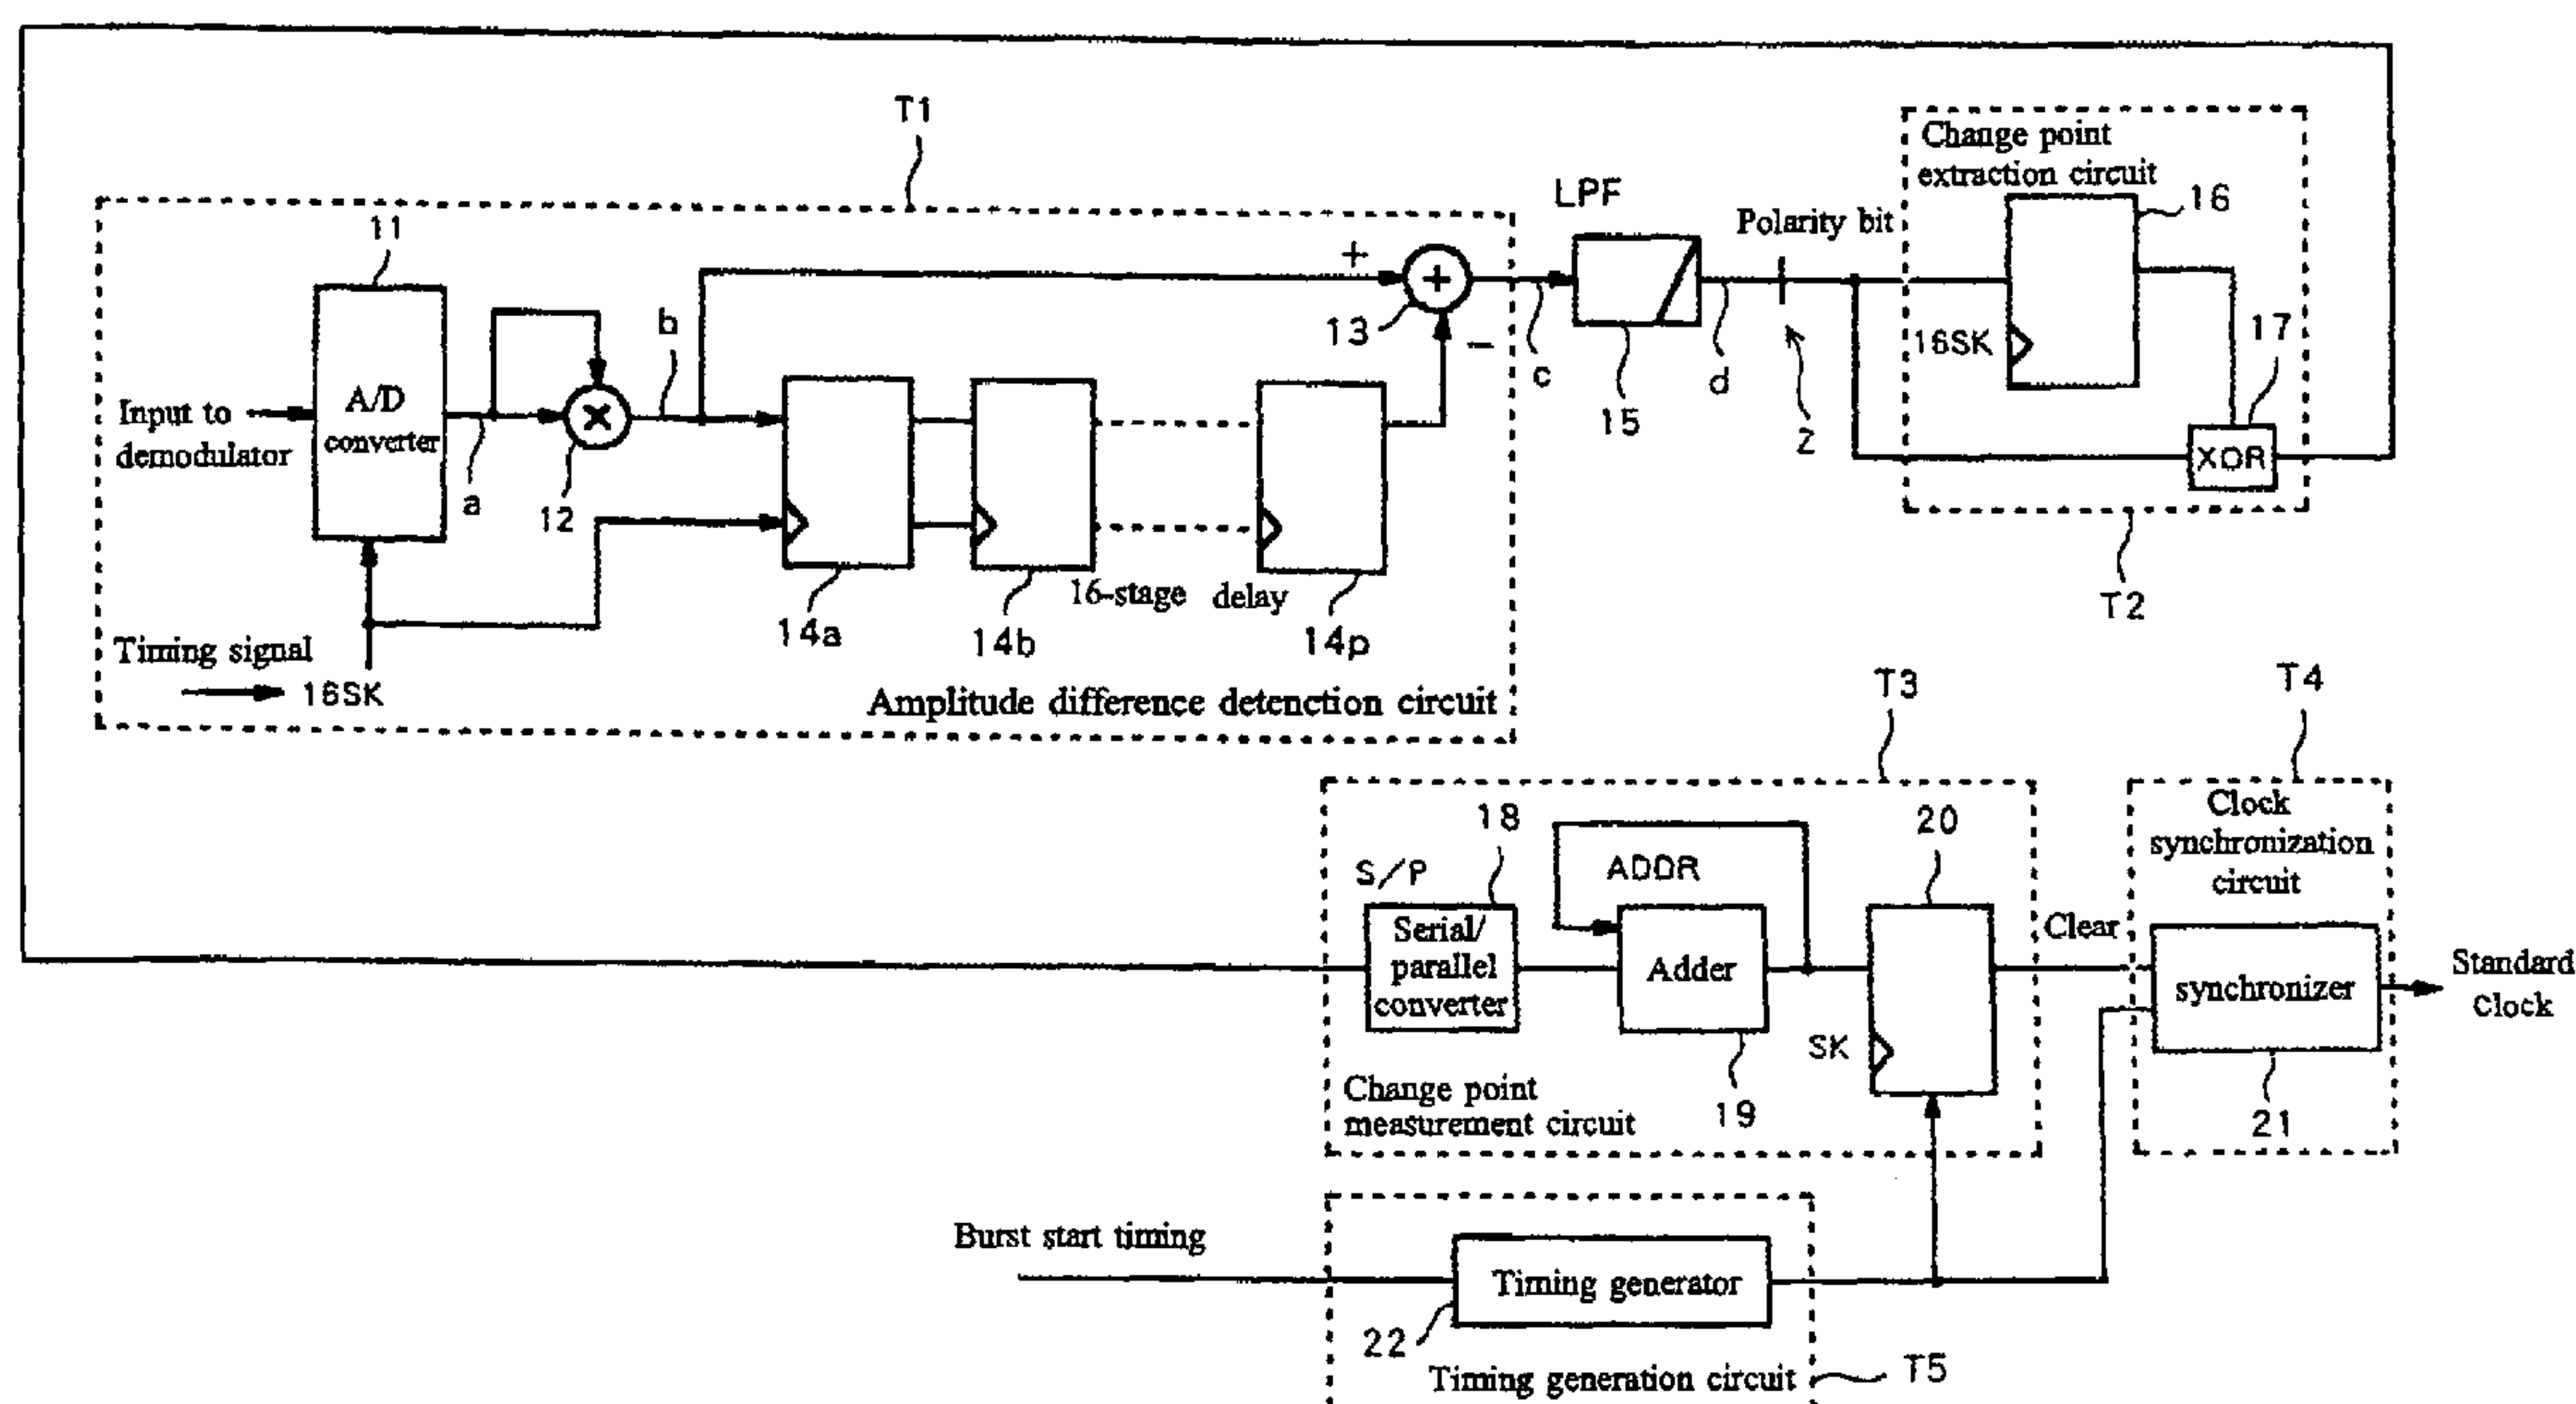 T1
Change point
extraction circuit
16
LPF
Polarity bit
11
+
+
13
−
c
15
d
2
16SK
17
XOR
T2
A/D
converter
Input to
demodulator
a
×
12
b
14a
14b
16-stage delay
14p
Timing signal
16SK
Amplitude difference detenction circuit
T3
T4
18
S/P
Serial/
parallel
converter
ADDR
Adder
19
20
SK
Change point
measurement circuit
Clear
Clock
synchronization
circuit
synchronizer
21
Standard
Clock
Burst start timing
Timing generator
22
Timing generation circuit
T5